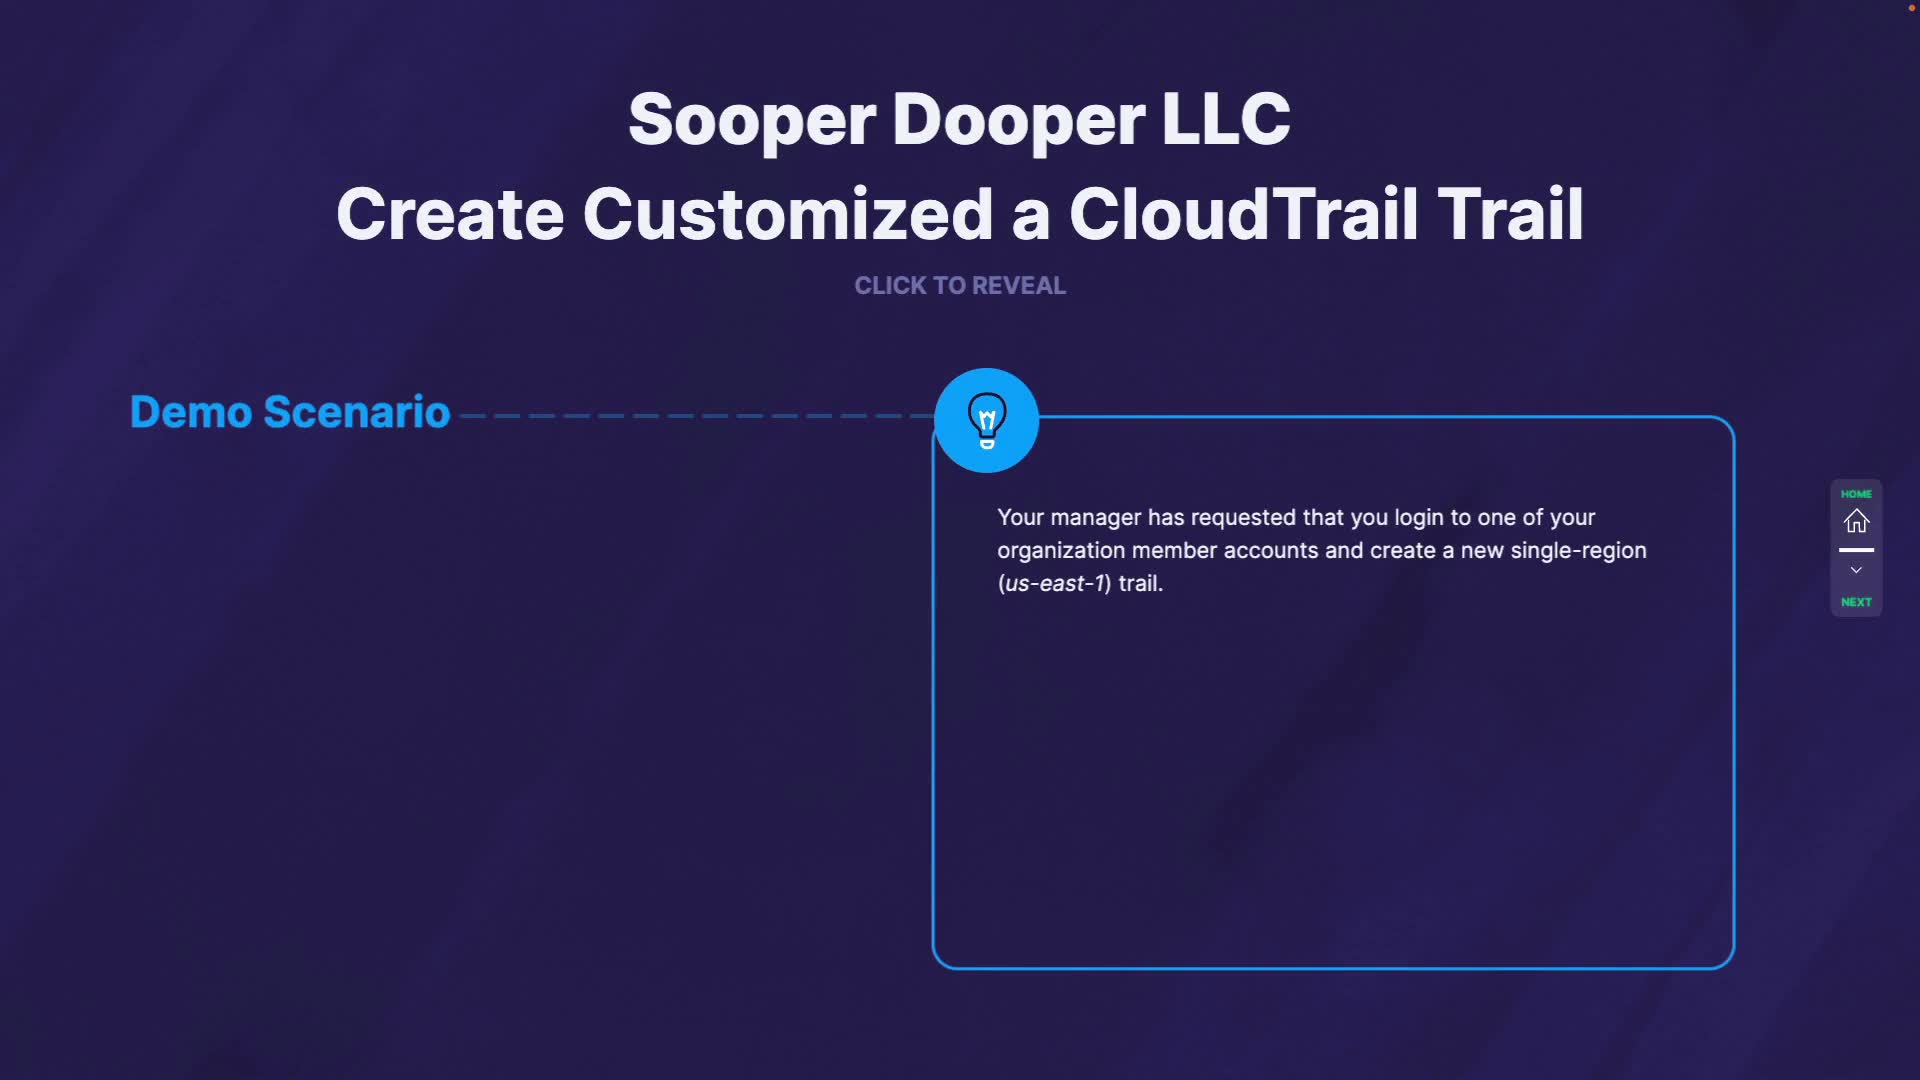 Sooper Dooper LLC
Create Customized a CloudTrail Trail
CLICK TO REVEAL
Demo Scenario
Your manager has requested that you login to one of your
organization member accounts and create a new single-region
(us-east-1) trail.
HOME
NEXT